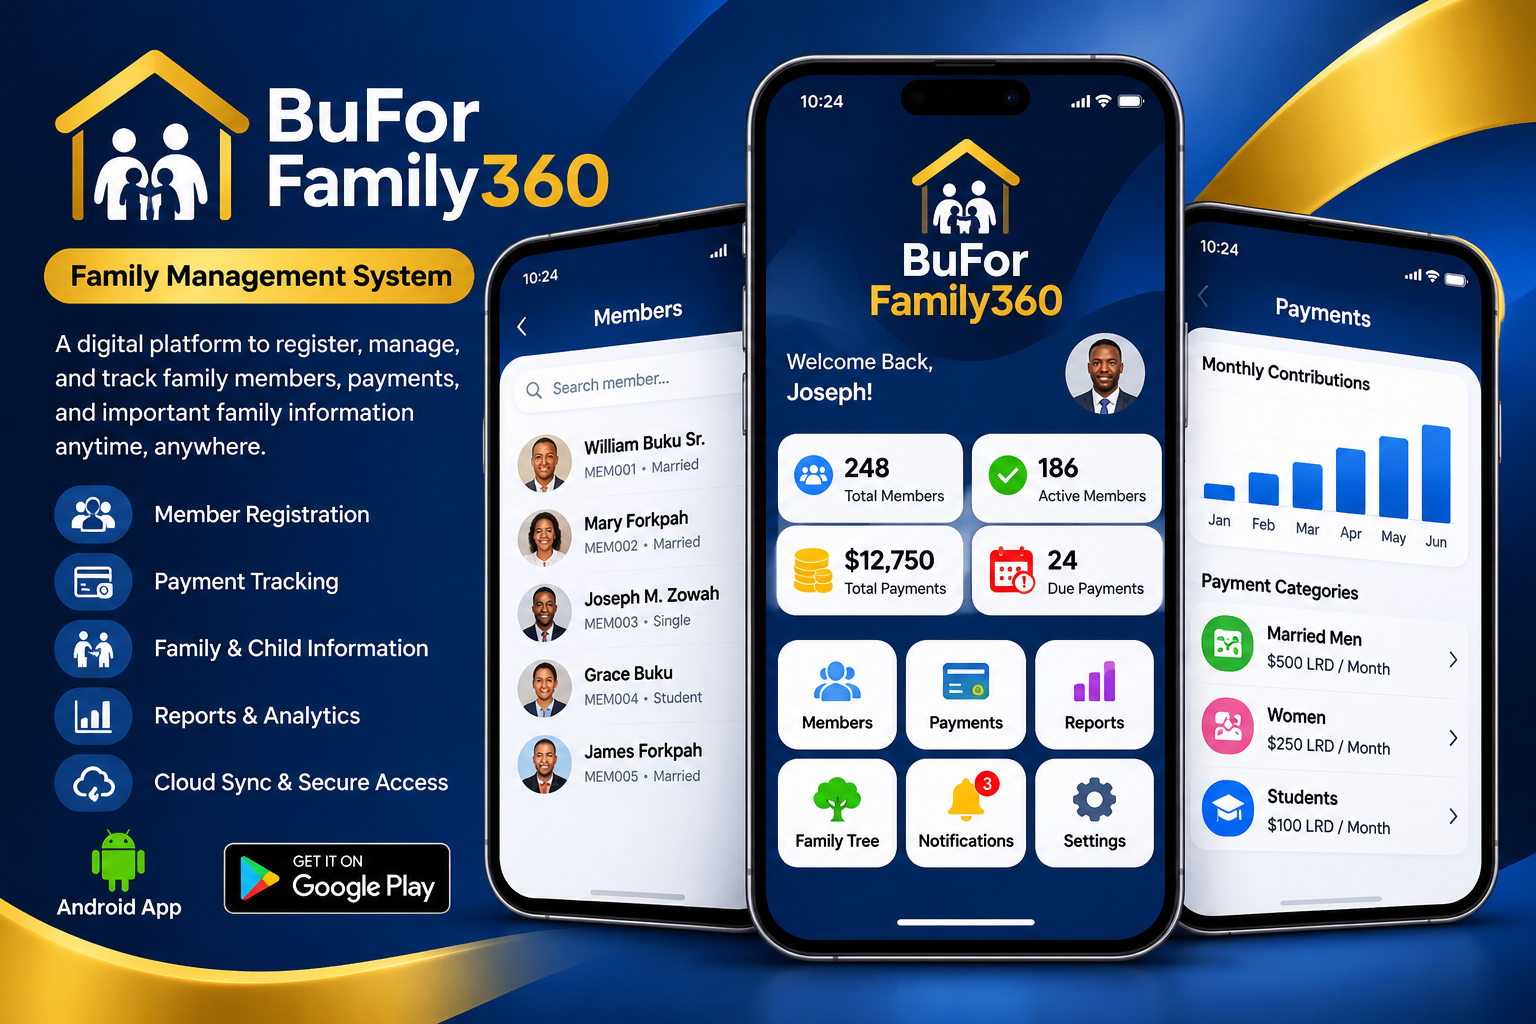 BuFor
Family360
Family Management System
A digital platform to register, manage,
and track family members, payments,
and important family information
anytime, anywhere.
Member Registration
Payment Tracking
Family & Child Information
Reports & Analytics
Cloud Sync & Secure Access
Android App
GET IT ON
Google Play
10:24
Members
Search member...
William Buku Sr.
MEM001 • Married
Mary Forkpah
MEM002 • Married
Joseph M. Zowah
MEM003 • Single
Grace Buku
MEM004 • Student
James Forkpah
MEM005 • Married
10:24
BuFor
Family360
Welcome Back,
Joseph!
248
Total Members
186
Active Members
$12,750
Total Payments
24
Due Payments
Members
Payments
Reports
Family Tree
3
Notifications
Settings
10:24
Payments
Monthly Contributions
Jan Feb Mar Apr May Jun
Payment Categories
Married Men
$500 LRD / Month
Women
$250 LRD / Month
Students
$100 LRD / Month